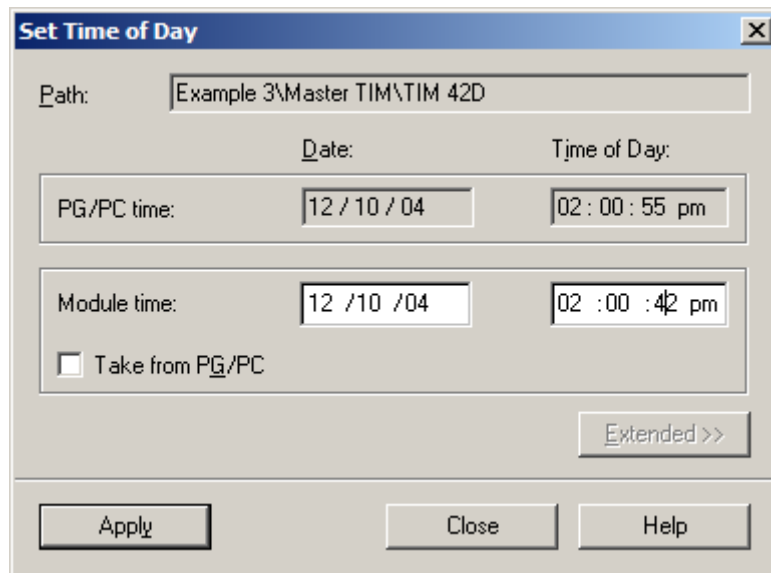 Set Time of Day
Path: Example 3\Master TIM\TIM 42D
Date: Time of Day:
PG/PC time: 12 / 10 / 04 02 : 00 : 55 pm
Module time: 12 /10 /04 02 :00 :42 pm
Take from PG/PC
Extended >>
Apply Close Help